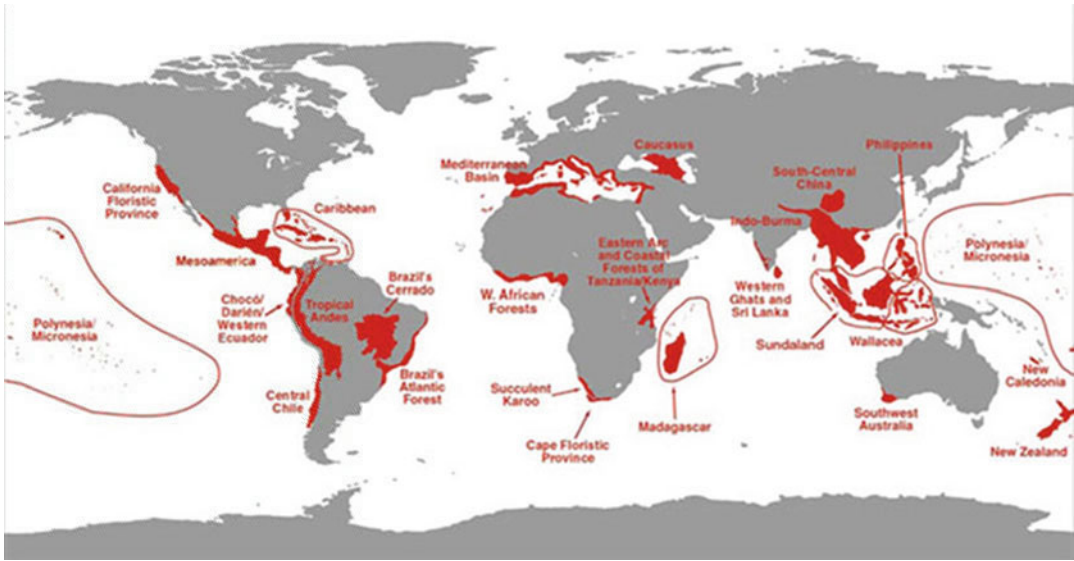 Philippines
Caucasus
Mediterranean
Basin
South-Central
China
California
Floristic
Province
Caribbean
Indo-Burma
Polynesia/
Micronesia
Eastern Arc
and Coastal
Forests of
Tanzania/Kenya
Mesoamerica
Brazil's
Cerrado
W. African
Forests
Western
Ghats and
Sri Lanka
Chocó/
Darién/
Western
Ecuador
Tropical
Andes
Polynesia/
Micronesia
Sundaland
Wallacea
New
Caledonia
Brazil's
Atlantic
Forest
Succulent
Karoo
Central
Chile
Madagascar
Southwest
Australia
Cape Floristic
Province
New Zealand